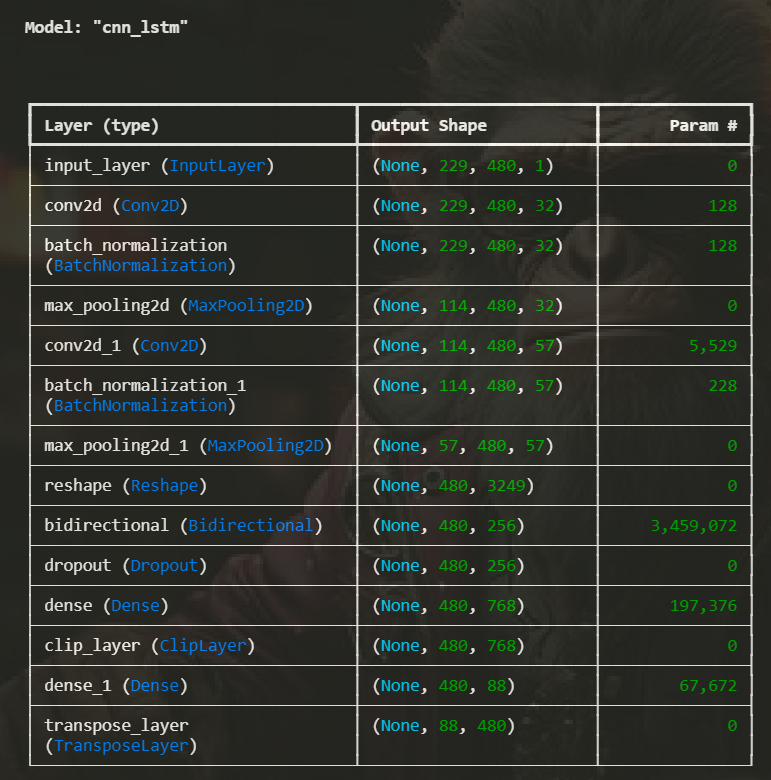 Model: "cnn_lstm"
Layer (type) Output Shape Param #
input_layer (InputLayer) (None, 229, 480, 1) 0
conv2d (Conv2D) (None, 229, 480, 32) 128
batch_normalization (None, 229, 480, 32) 128
(BatchNormalization)
max_pooling2d (MaxPooling2D) (None, 114, 480, 32) 0
conv2d_1 (Conv2D) (None, 114, 480, 57) 5,529
batch_normalization_1 (None, 114, 480, 57) 228
(BatchNormalization)
max_pooling2d_1 (MaxPooling2D) (None, 57, 480, 57) 0
reshape (Reshape) (None, 480, 3249) 0
bidirectional (Bidirectional) (None, 480, 256) 3,459,072
dropout (Dropout) (None, 480, 256) 0
dense (Dense) (None, 480, 768) 197,376
clip_layer (ClipLayer) (None, 480, 768) 0
dense_1 (Dense) (None, 480, 88) 67,672
transpose_layer (None, 88, 480) 0
(TransposeLayer)